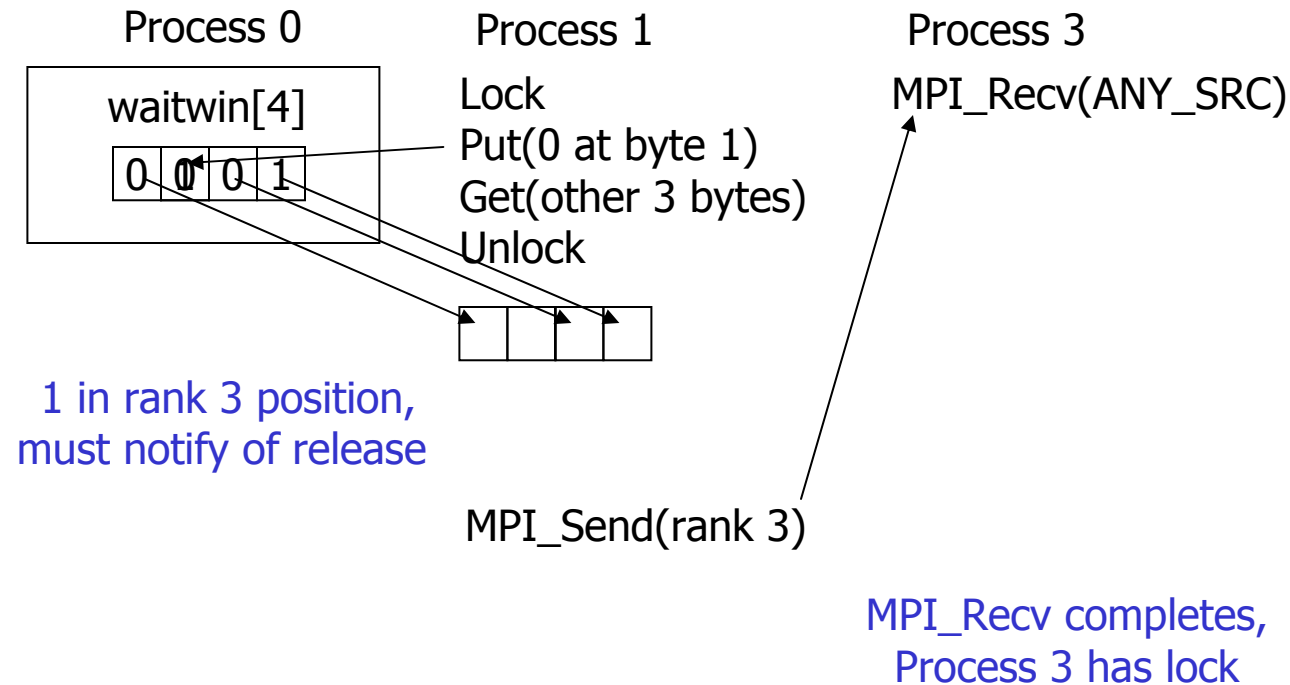 Process 0
Process 1
Process 3
waitwin[4]
0 0 0 1
Lock
Put(0 at byte 1)
Get(other 3 bytes)
Unlock
MPI_Recv(ANY_SRC)
1 in rank 3 position,
must notify of release
MPI_Send(rank 3)
MPI_Recv completes,
Process 3 has lock